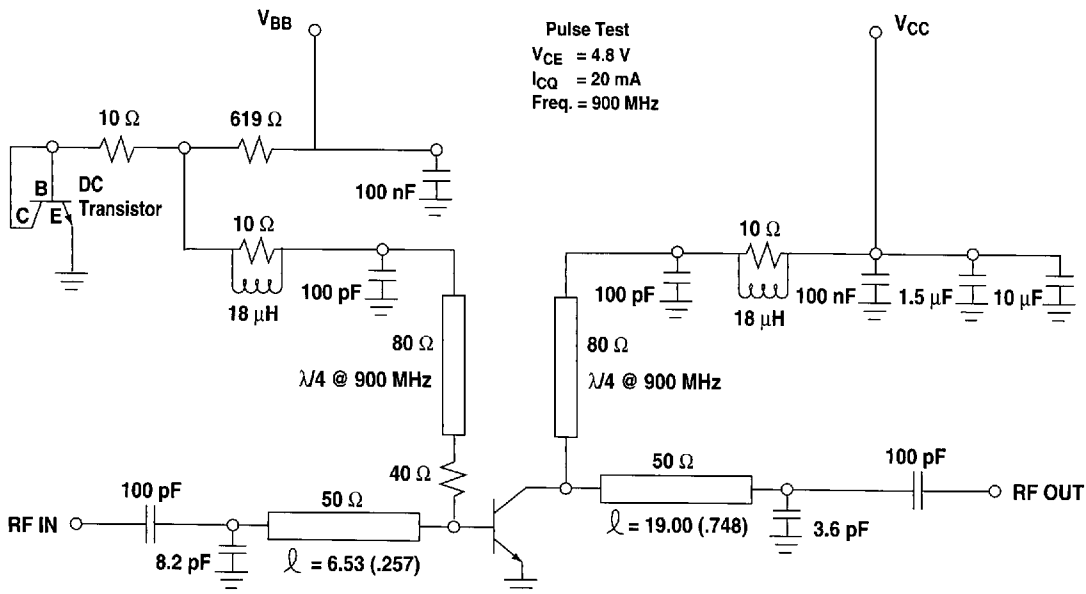 V_BB
Pulse Test
V_CE = 4.8 V
I_CQ = 20 mA
Freq. = 900 MHz
V_CC
10 Ω
619 Ω
100 nF
B
C
E
DC
Transistor
10 Ω
18 μH
100 pF
10 Ω
18 μH
100 pF
100 nF
1.5 μF
10 μF
80 Ω
λ/4 @ 900 MHz
80 Ω
λ/4 @ 900 MHz
40 Ω
RF IN
100 pF
8.2 pF
50 Ω
ℓ = 6.53 (.257)
50 Ω
ℓ = 19.00 (.748)
3.6 pF
100 pF
RF OUT